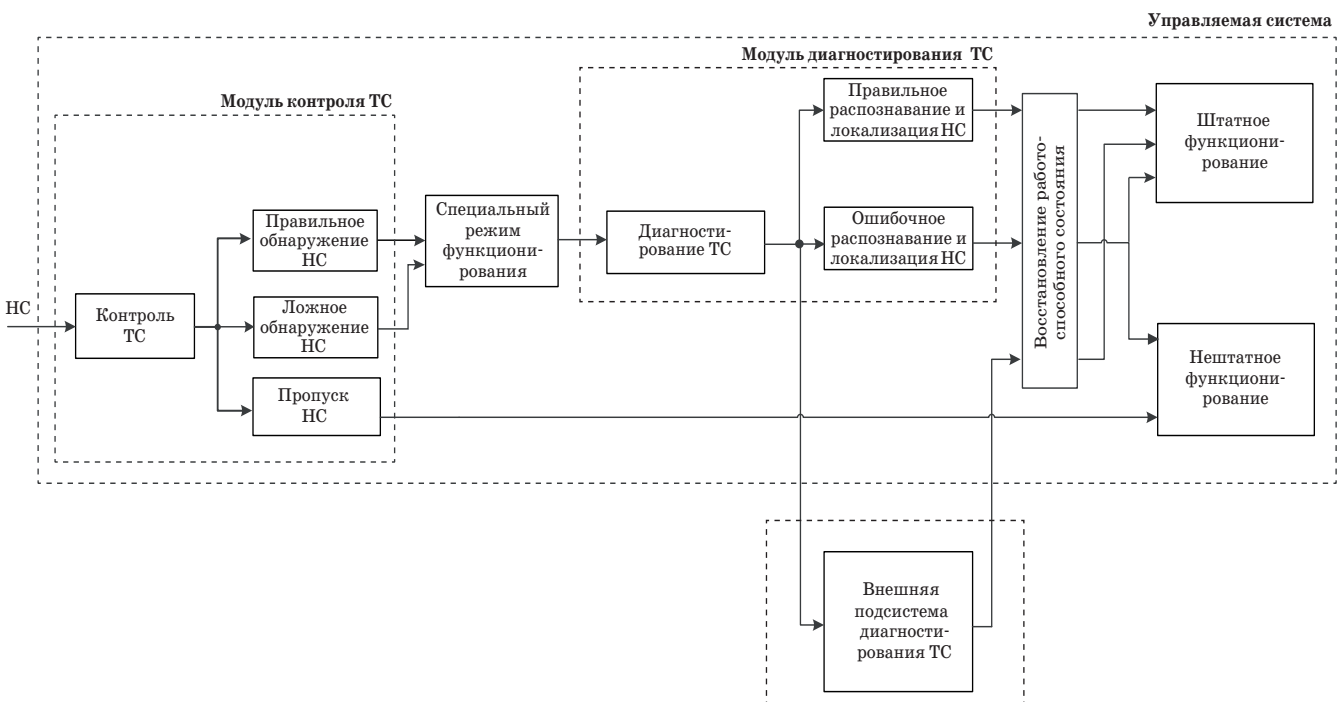 Управляемая система
Модуль диагностирования ТС
Модуль контроля ТС
НС
Контроль
ТС
Правильное
обнаружение
НС
Ложное
обнаружение
НС
Пропуск
НС
Специальный
режим
функциони-
рования
Диагности-
рование ТС
Правильное
распознавание и
локализация НС
Ошибочное
распознавание и
локализация НС
Восстановление работо-
способного состояния
Штатное
функциони-
рование
Нештатное
функциони-
рование
Внешняя
подсистема
диагности-
рования ТС